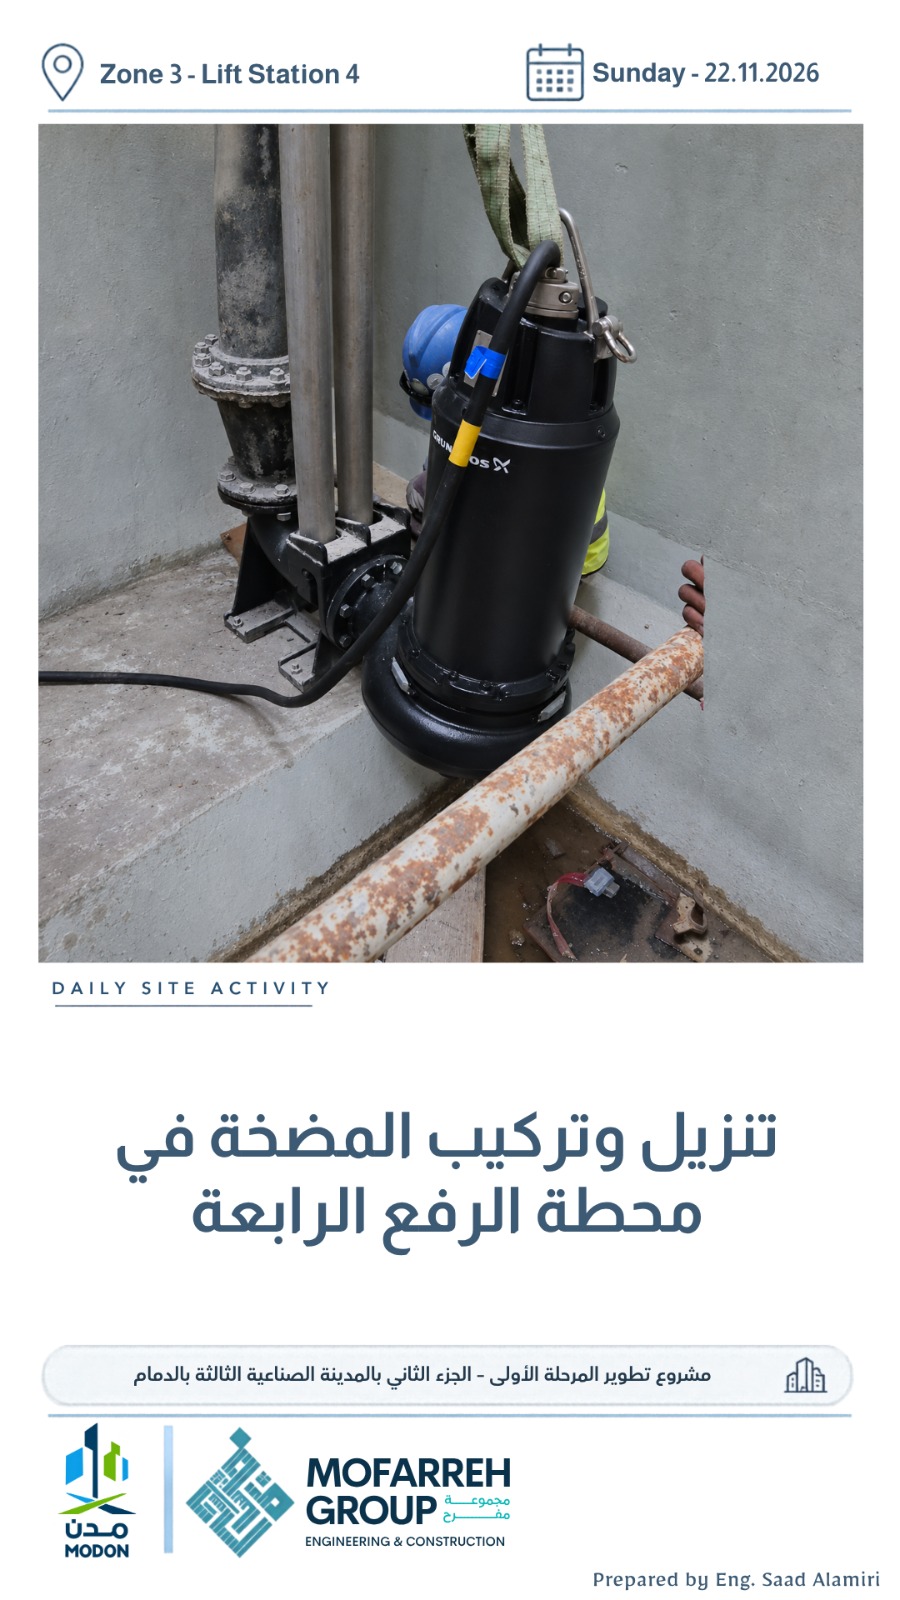 Zone 3 - Lift Station 4
Sunday - 22.11.2026
DAILY SITE ACTIVITY
تنزيل وتركيب المضخة في
محطة الرفع الرابعة
مشروع تطوير المرحلة الأولى - الجزء الثاني بالمدينة الصناعية الثالثة بالدمام
مدن
MODON
MOFARREH
GROUP
مجموعة
مفرح
ENGINEERING & CONSTRUCTION
Prepared by Eng. Saad Alamiri